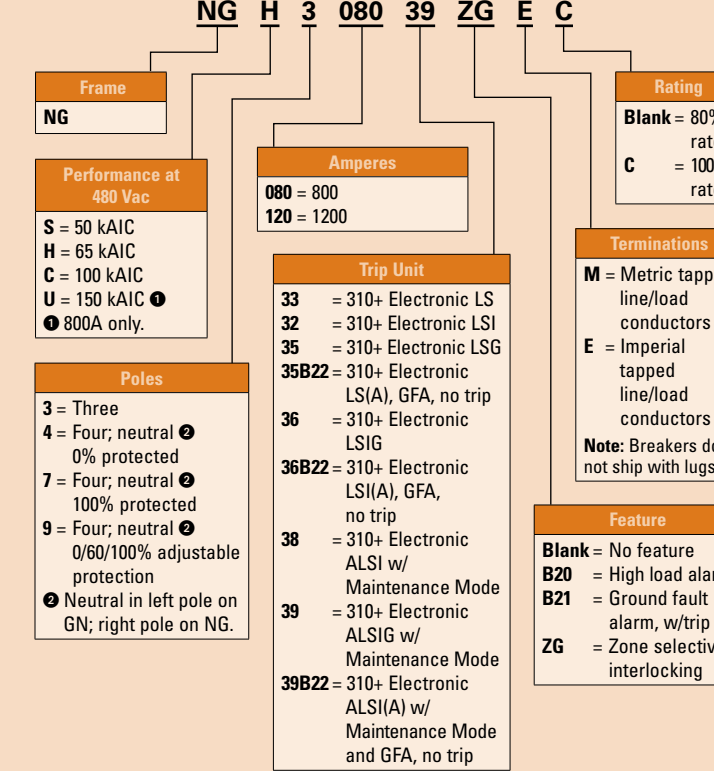 NG H 3 080 39 ZG E C
Frame
NG
Performance at
480 Vac
S = 50 kAIC
H = 65 kAIC
C = 100 kAIC
U = 150 kAIC ❶
❶ 800A only.
Poles
3 = Three
4 = Four; neutral ❷
0% protected
7 = Four; neutral ❷
100% protected
9 = Four; neutral ❷
0/60/100% adjustable
protection
❷ Neutral in left pole on
GN; right pole on NG.
Amperes
080 = 800
120 = 1200
Trip Unit
33 = 310+ Electronic LS
32 = 310+ Electronic LSI
35 = 310+ Electronic LSG
35B22 = 310+ Electronic
LS(A), GFA, no trip
36 = 310+ Electronic
LSIG
36B22 = 310+ Electronic
LSI(A), GFA,
no trip
38 = 310+ Electronic
ALSI w/
Maintenance Mode
39 = 310+ Electronic
ALSIG w/
Maintenance Mode
39B22 = 310+ Electronic
ALSI(A) w/
Maintenance Mode
and GFA, no trip
Rating
Blank = 80%
rat
C = 100
rat
Terminations
M = Metric tapp
line/load
conductors
E = Imperial
tapped
line/load
conductors
Note: Breakers do
not ship with lugs
Feature
Blank = No feature
B20 = High load alar
B21 = Ground fault
alarm, w/trip
ZG = Zone selectiv
interlocking